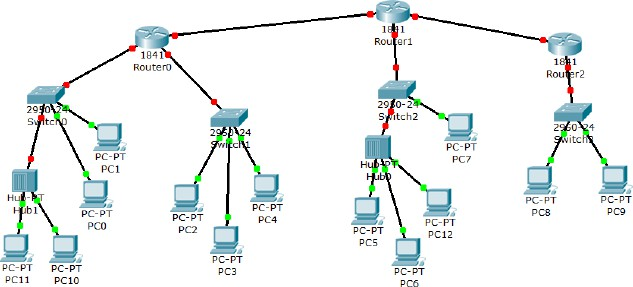 1841
Router1
1841
Router0
1841
Router2
2950-24
Switch0
2950-24
Switch2
2950-24
Switch1
2950-24
Switch3
PC-PT
PC1
PC-PT
PC7
Hub-PT
Hub1
Hub-PT
Hub0
PC-PT
PC0
PC-PT
PC2
PC-PT
PC4
PC-PT
PC3
PC-PT
PC5
PC-PT
PC12
PC-PT
PC6
PC-PT
PC8
PC-PT
PC9
PC-PT
PC11
PC-PT
PC10